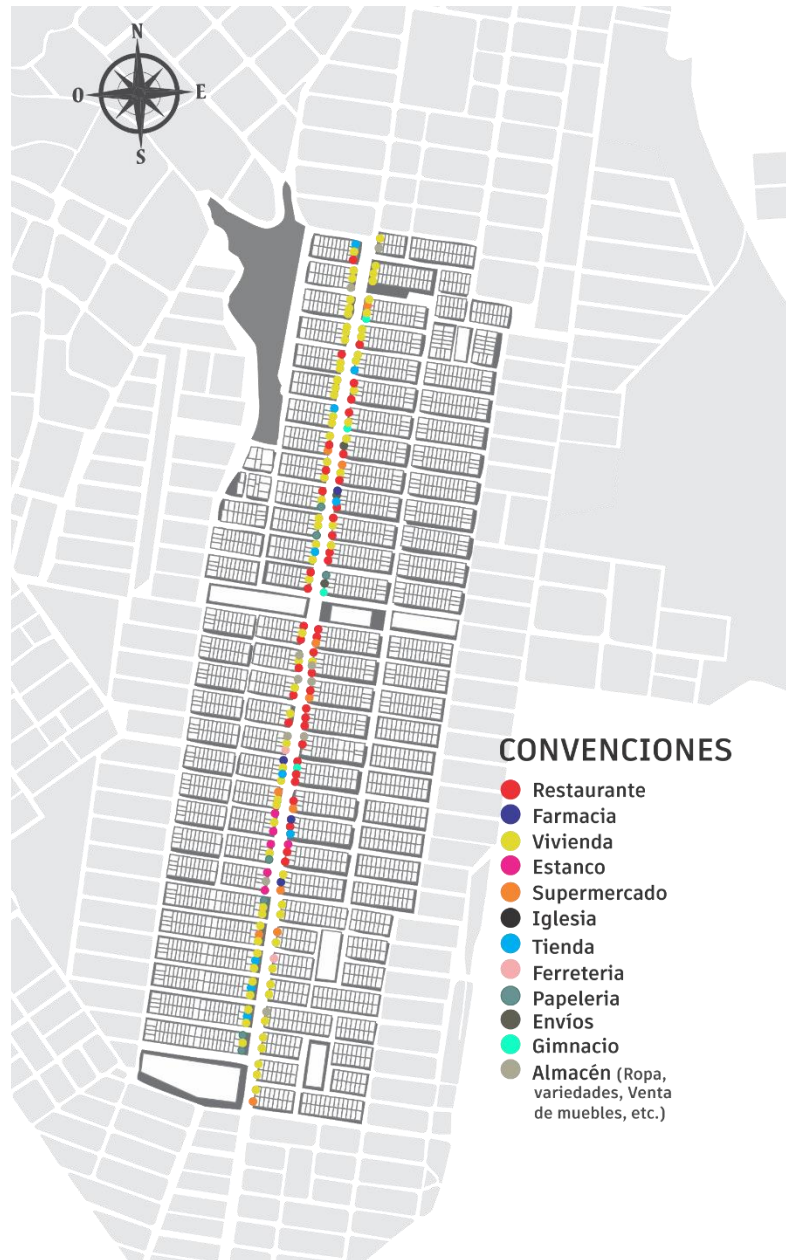 N
O
E
S
CONVENCIONES
Restaurante
Farmacia
Vivienda
Estanco
Supermercado
Iglesia
Tienda
Ferreteria
Papeleria
Envíos
Gimnacio
Almacén (Ropa,
variedades, Venta
de muebles, etc.)